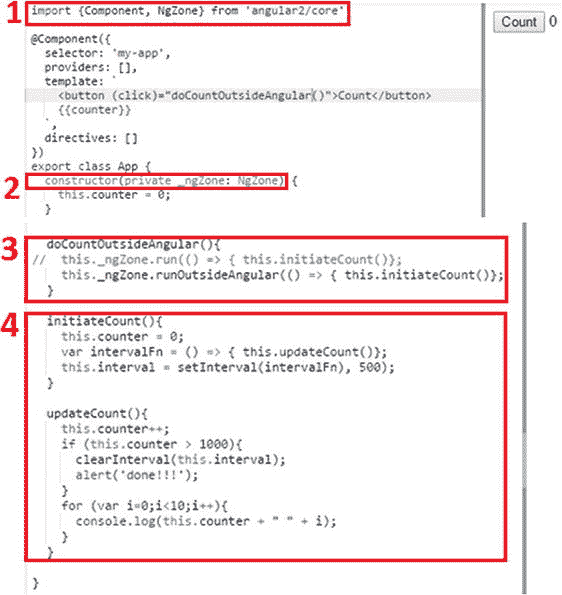 1 import {Component, NgZone} from 'angular2/core'
Count 0
@Component({
selector: 'my-app',
providers: [],
template: `
<button (click)="doCountOutsideAngular()">Count</button>
{{counter}}
`,
directives: []
})
export class App {
2 constructor(private _ngZone: NgZone) {
this.counter = 0;
}
3 doCountOutsideAngular(){
// this._ngZone.run(() => { this.initiateCount()};
this._ngZone.runOutsideAngular(() => { this.initiateCount()};
}
4 initiateCount(){
this.counter = 0;
var intervalFn = () => { this.updateCount()};
this.interval = setInterval(intervalFn), 500);
}
updateCount(){
this.counter++;
if (this.counter > 1000){
clearInterval(this.interval);
alert('done!!!');
}
for (var i=0;i<10;i++){
console.log(this.counter + " " + i);
}
}
}